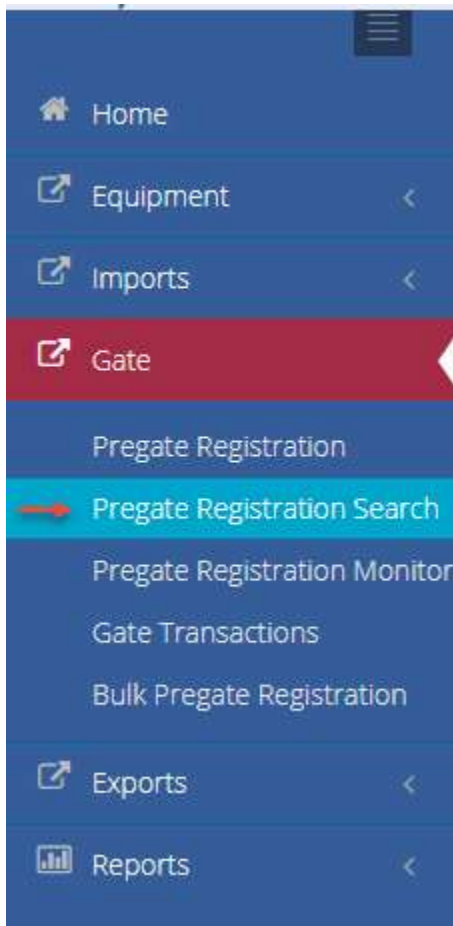 Home
Equipment
Imports
Gate
Pregate Registration
Pregate Registration Search
Pregate Registration Monitor
Gate Transactions
Bulk Pregate Registration
Exports
Reports